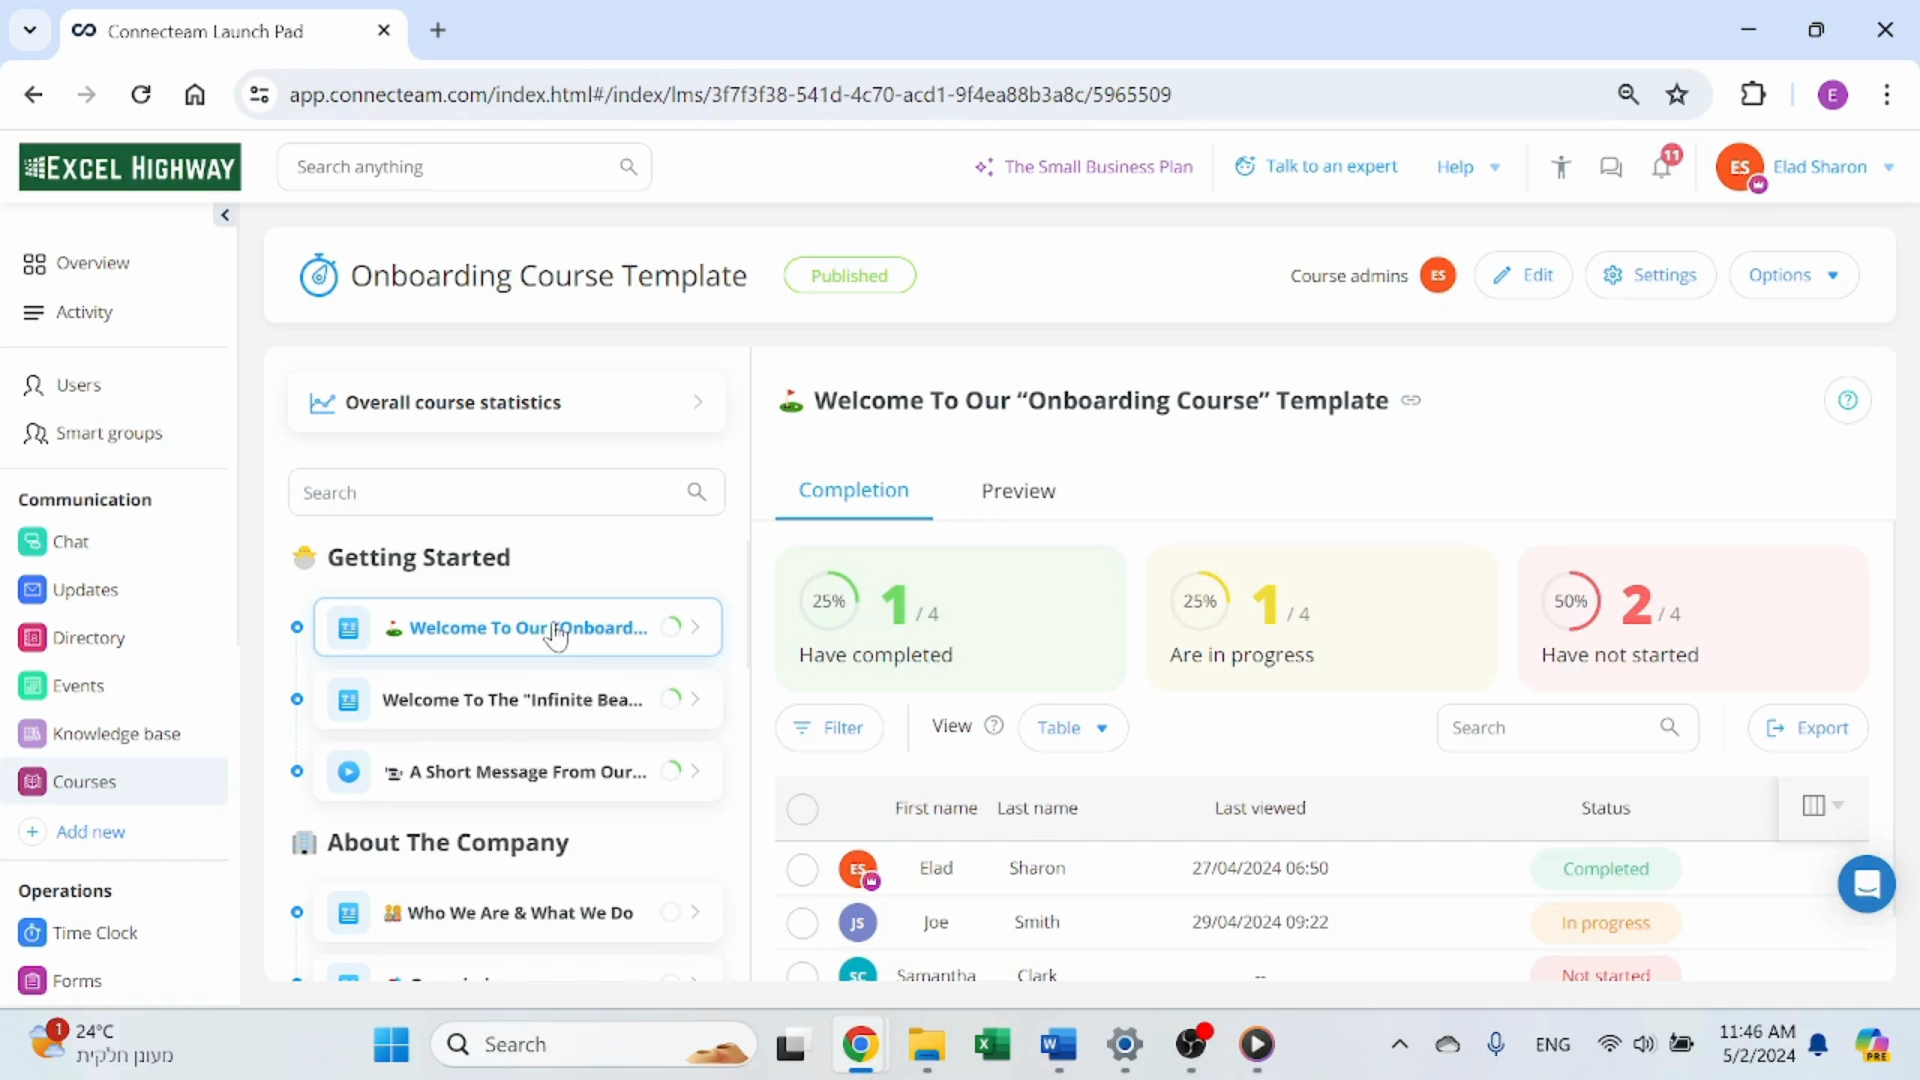 Connecteam Launch Pad
app.connecteam.com/index.html#/index/lms/3f7f3f38-541d-4c70-acd1-9f4ea88b3a8c/5965509
E
EXCEL HIGHWAY
Search anything
The Small Business Plan
Talk to an expert
Help
11
ES
Elad Sharon
Overview
Activity
Users
Smart groups
Communication
Chat
Updates
Directory
Events
Knowledge base
Courses
Add new
Operations
Time Clock
Forms
Onboarding Course Template
Published
Course admins
ES
Edit
Settings
Options
Overall course statistics
Search
Getting Started
Welcome To Our "Onboard...
Welcome To The "Infinite Bea...
A Short Message From Our...
About The Company
Who We Are & What We Do
Welcome To Our “Onboarding Course” Template
Completion
Preview
25% 1 / 4
Have completed
25% 1 / 4
Are in progress
50% 2 / 4
Have not started
Filter
View
Table
Search
Export
First name Last name Last viewed Status
ES Elad Sharon 27/04/2024 06:50 Completed
JS Joe Smith 29/04/2024 09:22 In progress
SC Samantha Clark -- Not started
1
24°C
מעונן חלקית
Search
ENG
11:46 AM
5/2/2024
PRE